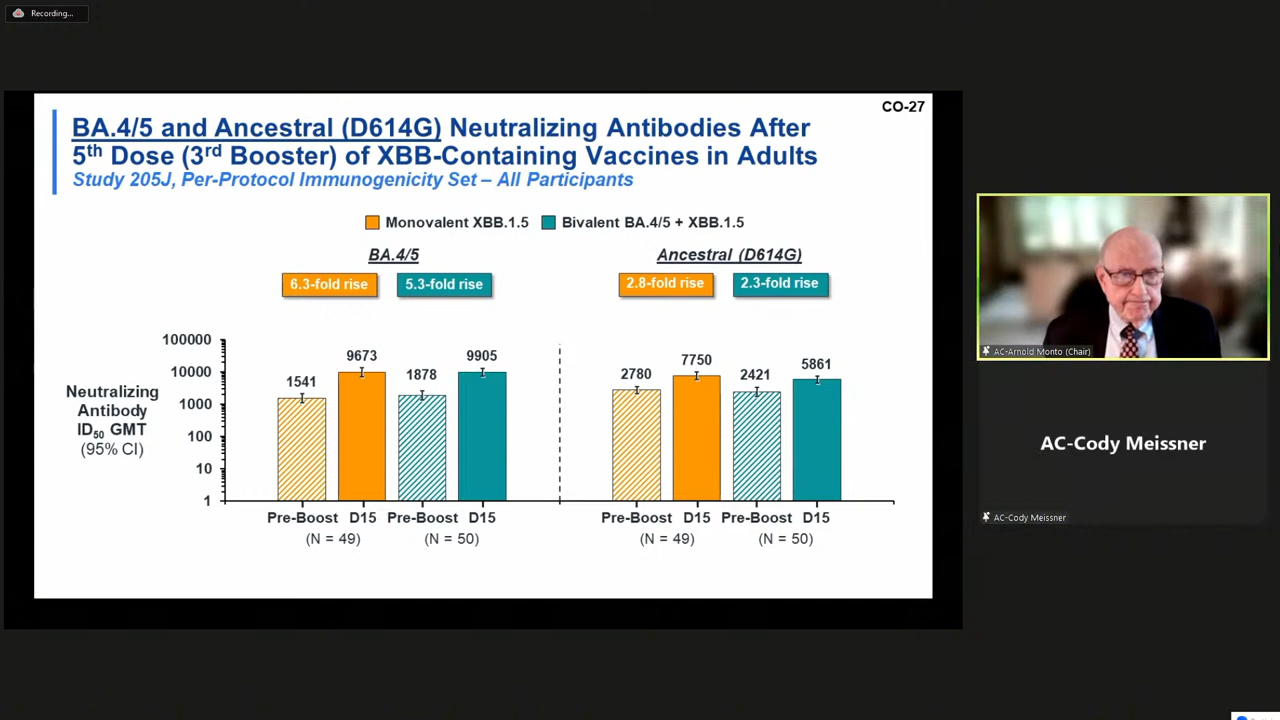 Recording...
CO-27
BA.4/5 and Ancestral (D614G) Neutralizing Antibodies After
5th Dose (3rd Booster) of XBB-Containing Vaccines in Adults
Study 205J, Per-Protocol Immunogenicity Set – All Participants
Monovalent XBB.1.5 Bivalent BA.4/5 + XBB.1.5
BA.4/5 Ancestral (D614G)
6.3-fold rise 5.3-fold rise 2.8-fold rise 2.3-fold rise
Neutralizing
Antibody
ID50 GMT
(95% CI)
100000
10000
1000
100
10
1
1541 9673 1878 9905 2780 7750 2421 5861
Pre-Boost D15 Pre-Boost D15 Pre-Boost D15 Pre-Boost D15
(N = 49) (N = 50) (N = 49) (N = 50)
AC-Arnold Monto (Chair)
AC-Cody Meissner
AC-Cody Meissner